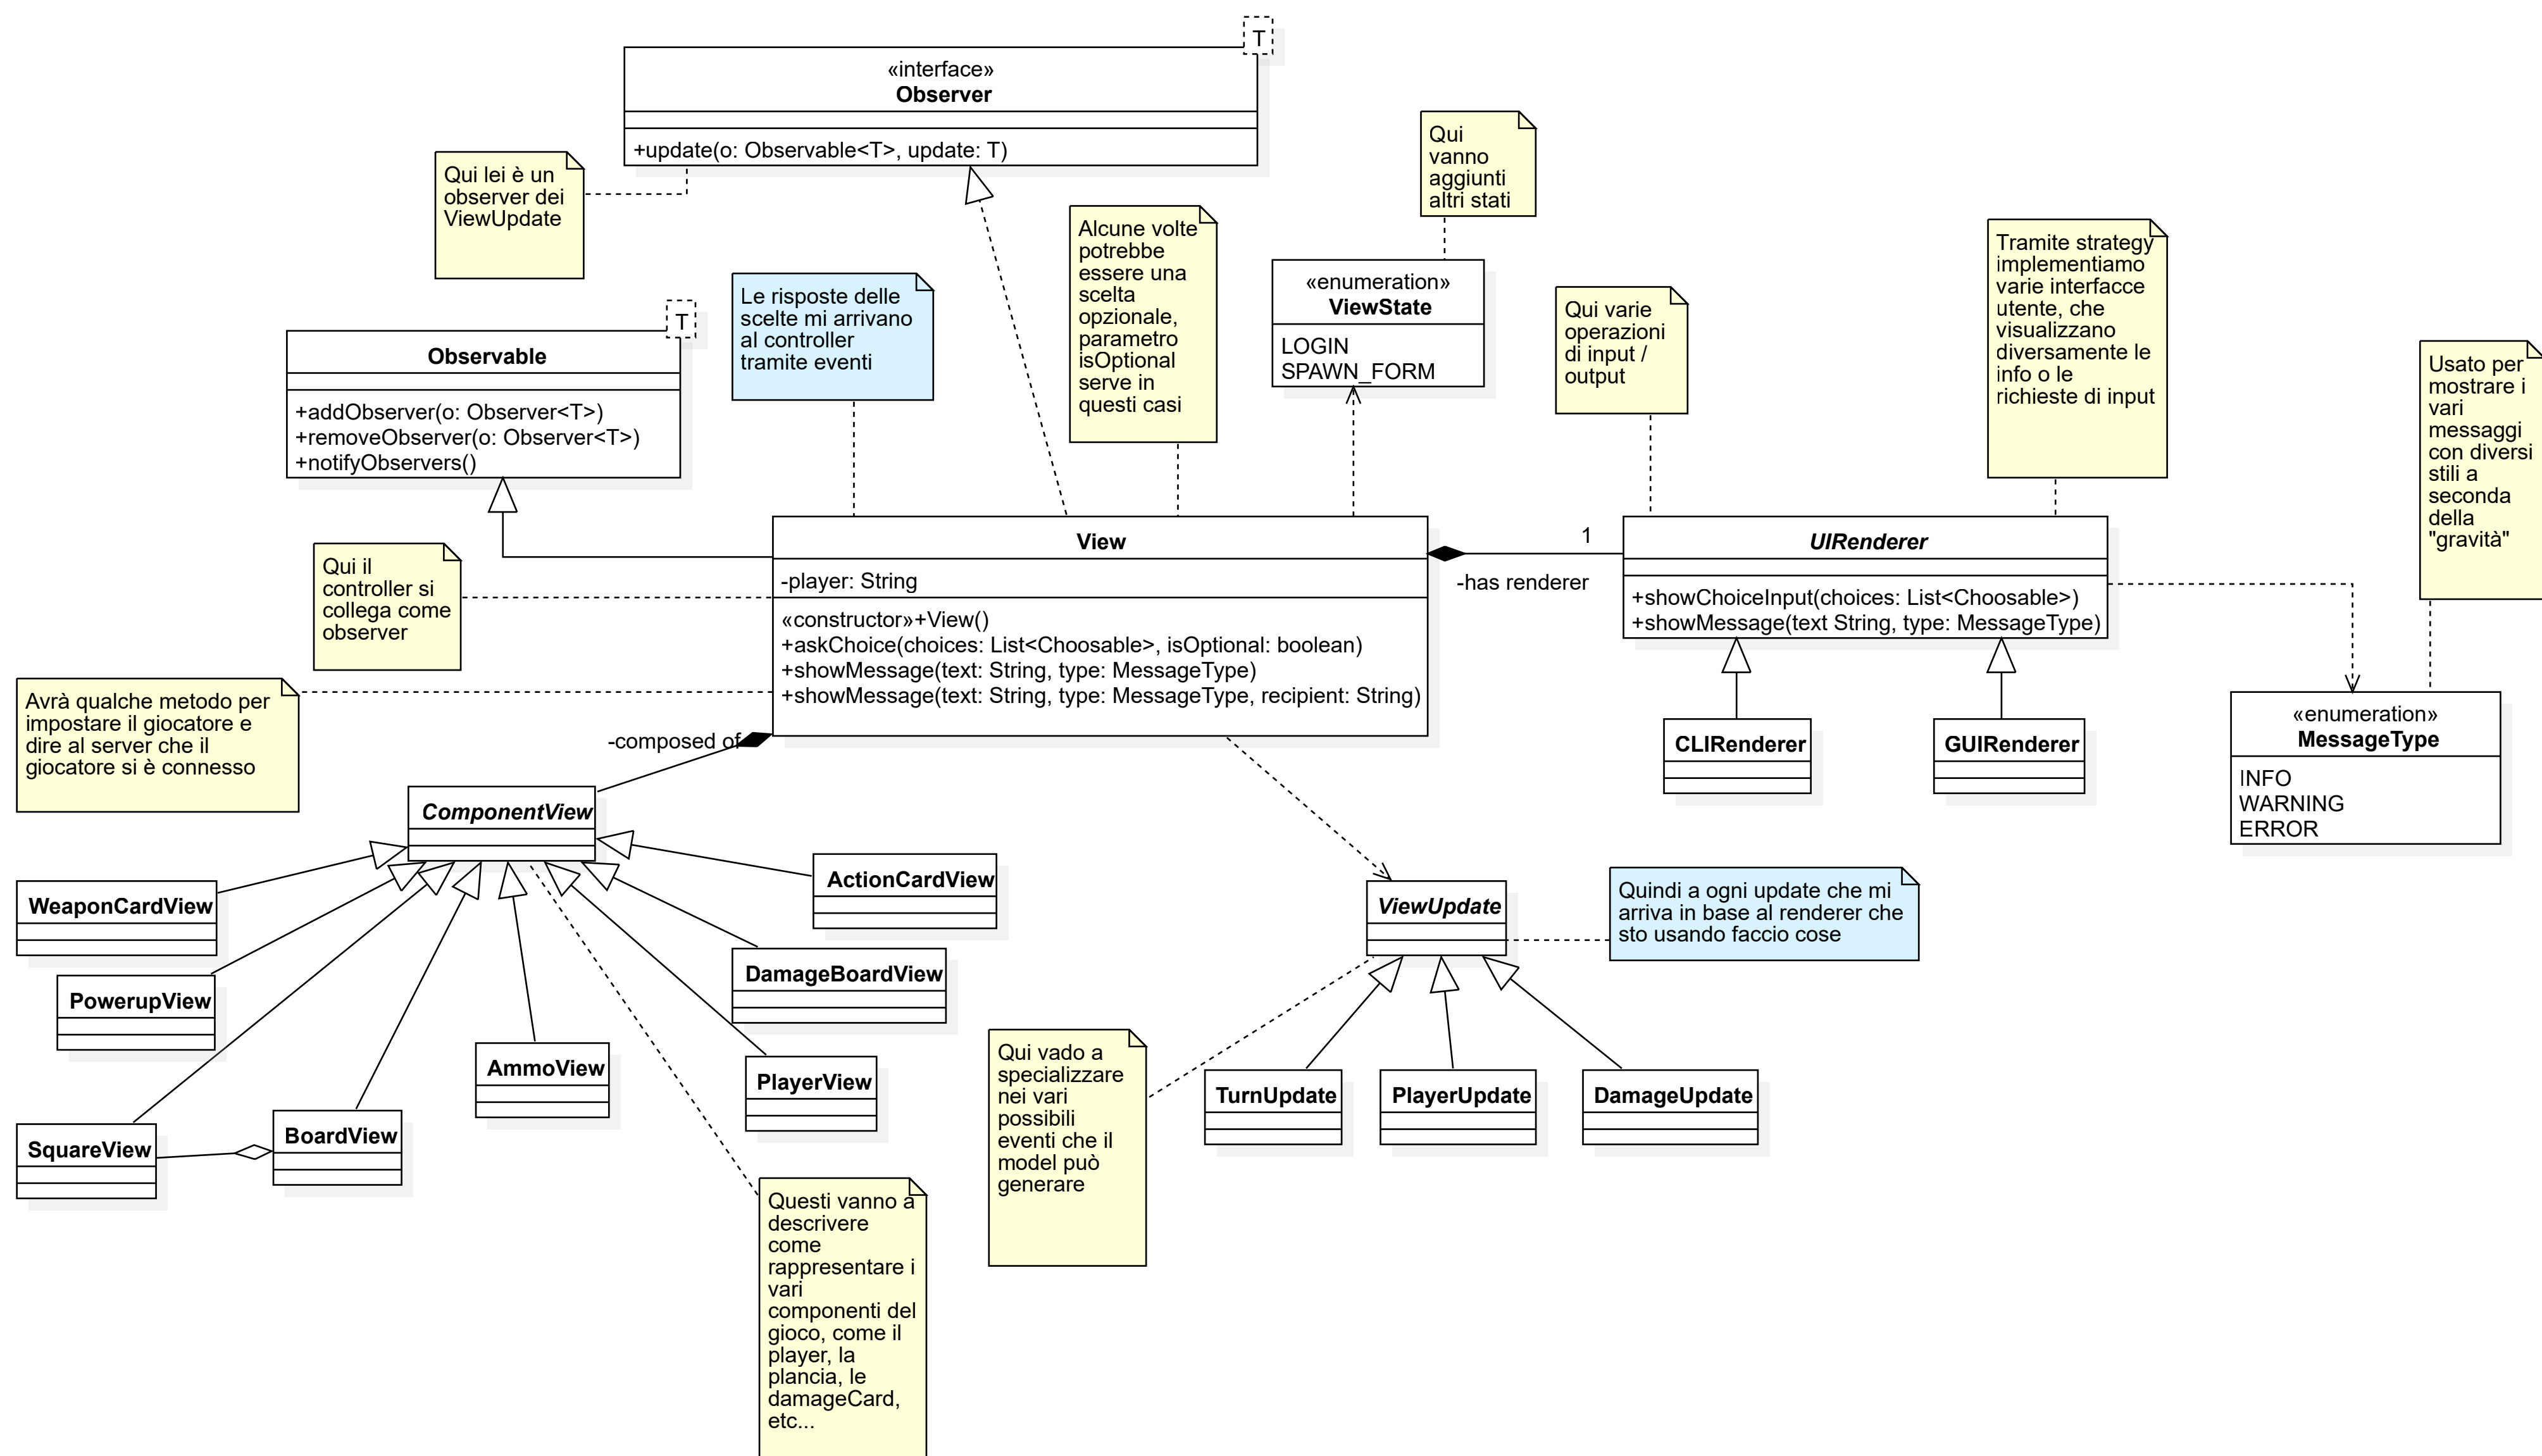 T
«interface»
Observer
+update(o: Observable<T>, update: T)
Qui lei è un
observer dei
ViewUpdate
Qui
vanno
aggiunti
altri stati
Alcune volte
potrebbe
essere una
scelta
opzionale,
parametro
isOptional
serve in
questi casi
Tramite strategy
implementiamo
varie interfacce
utente, che
visualizzano
diversamente le
info o le
richieste di input
Le risposte delle
scelte mi arrivano
al controller
tramite eventi
«enumeration»
ViewState
LOGIN
SPAWN_FORM
Qui varie
operazioni
di input /
output
T
Observable
+addObserver(o: Observer<T>)
+removeObserver(o: Observer<T>)
+notifyObservers()
Usato per
mostrare i
vari
messaggi
con diversi
stili a
seconda
della
"gravità"
Qui il
controller si
collega come
observer
View
-player: String
«constructor»+View()
+askChoice(choices: List<Choosable>, isOptional: boolean)
+showMessage(text: String, type: MessageType)
+showMessage(text: String, type: MessageType, recipient: String)
1
-has renderer
UIRenderer
+showChoiceInput(choices: List<Choosable>)
+showMessage(text String, type: MessageType)
Avrà qualche metodo per
impostare il giocatore e
dire al server che il
giocatore si è connesso
-composed of
CLIRenderer
GUIRenderer
«enumeration»
MessageType
INFO
WARNING
ERROR
ComponentView
ActionCardView
WeaponCardView
ViewUpdate
Quindi a ogni update che mi
arriva in base al renderer che
sto usando faccio cose
DamageBoardView
PowerupView
AmmoView
PlayerView
Qui vado a
specializzare
nei vari
possibili
eventi che il
model può
generare
TurnUpdate
PlayerUpdate
DamageUpdate
SquareView
BoardView
Questi vanno a
descrivere
come
rappresentare i
vari
componenti del
gioco, come il
player, la
plancia, le
damageCard,
etc...